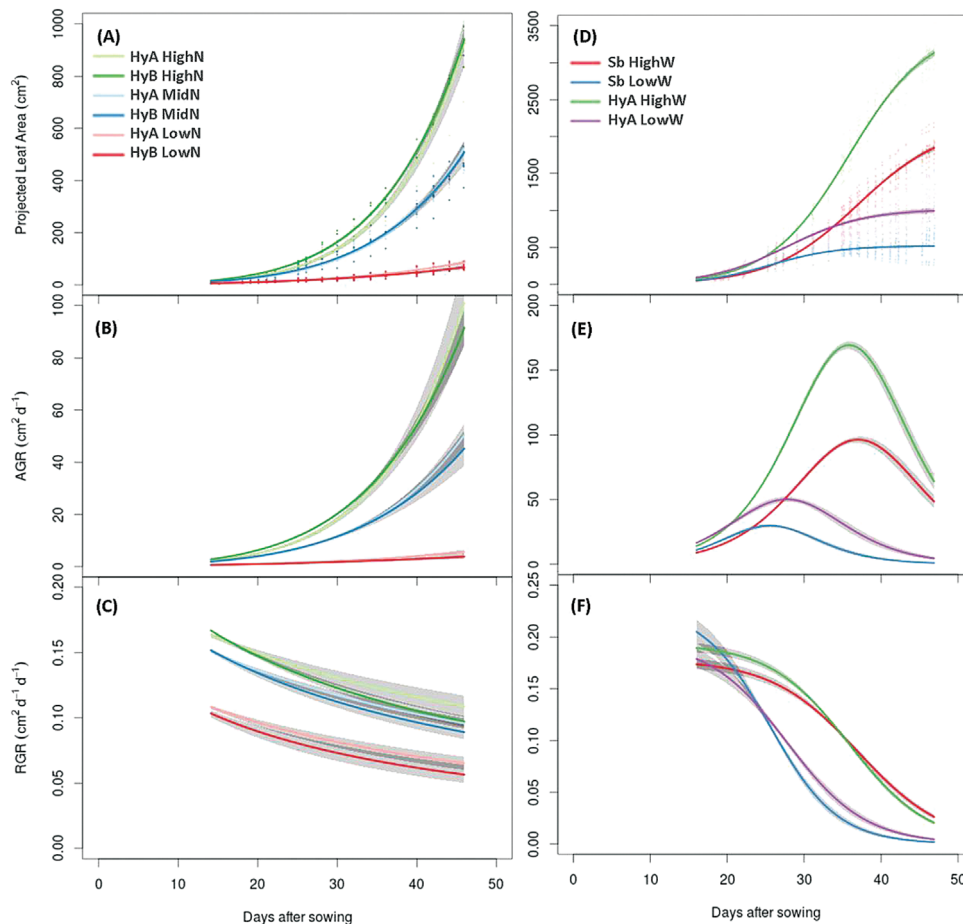 (A)
HyA HighN
HyB HighN
HyA MidN
HyB MidN
HyA LowN
HyB LowN
Projected Leaf Area (cm²)
0 200 400 600 800 1000
(D)
Sb HighW
Sb LowW
HyA HighW
HyA LowW
0 500 1500 2500 3500
(B)
AGR (cm² d⁻¹)
0 20 40 60 80 100
(E)
0 50 100 150 200
(C)
RGR (cm² d⁻¹ d⁻¹)
0.00 0.05 0.10 0.15 0.20
(F)
0.00 0.05 0.10 0.15 0.20 0.25
0 10 20 30 40 50
Days after sowing
0 10 20 30 40 50
Days after sowing